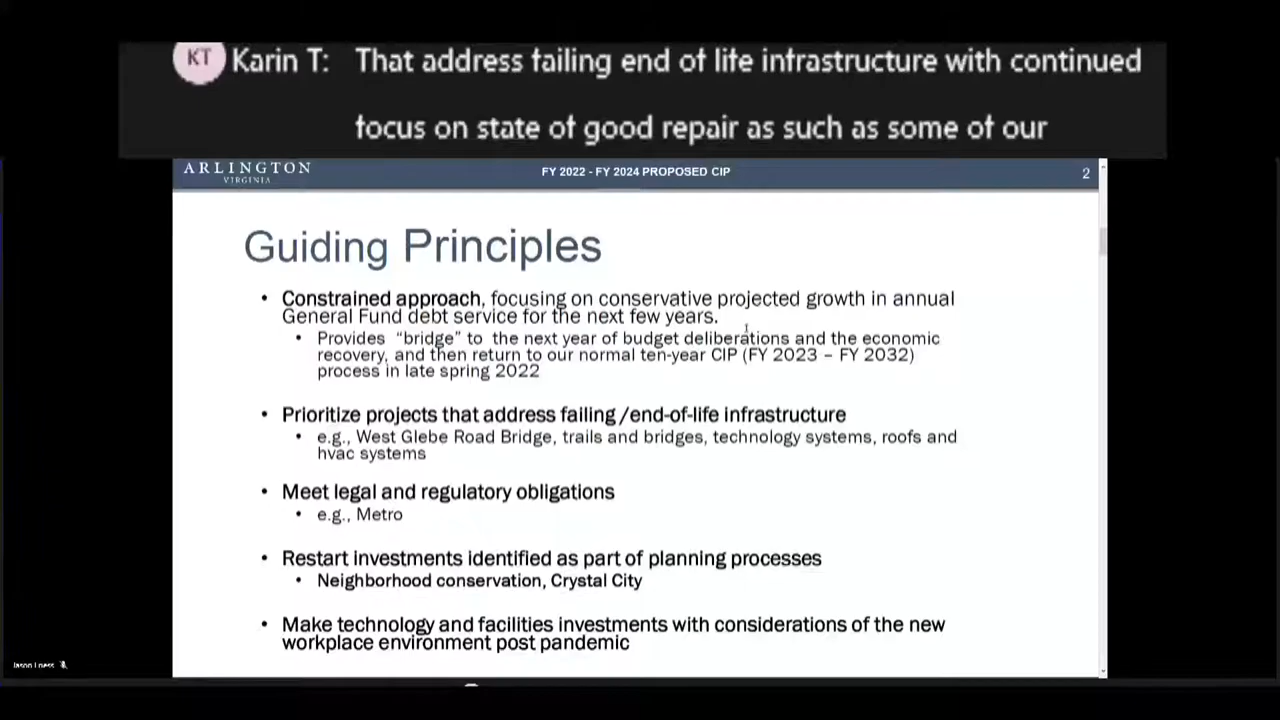 KT Karin T: That address failing end of life infrastructure with continued
focus on state of good repair as such as some of our
ARLINGTON
VIRGINIA
FY 2022 - FY 2024 PROPOSED CIP
2
Guiding Principles
• Constrained approach, focusing on conservative projected growth in annual
General Fund debt service for the next few years.
• Provides “bridge” to the next year of budget deliberations and the economic
recovery, and then return to our normal ten-year CIP (FY 2023 – FY 2032)
process in late spring 2022
• Prioritize projects that address failing /end-of-life infrastructure
• e.g., West Glebe Road Bridge, trails and bridges, technology systems, roofs and
hvac systems
• Meet legal and regulatory obligations
• e.g., Metro
• Restart investments identified as part of planning processes
• Neighborhood conservation, Crystal City
• Make technology and facilities investments with considerations of the new
workplace environment post pandemic
Jason